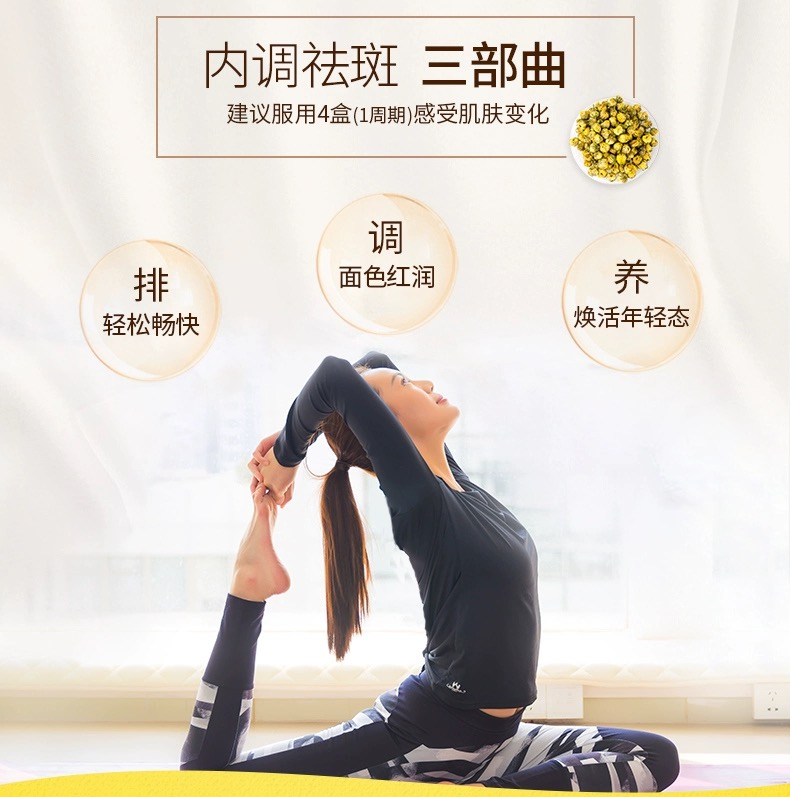 内调祛斑 三部曲
建议服用4盒(1周期)感受肌肤变化
排
轻松畅快
调
面色红润
养
焕活年轻态